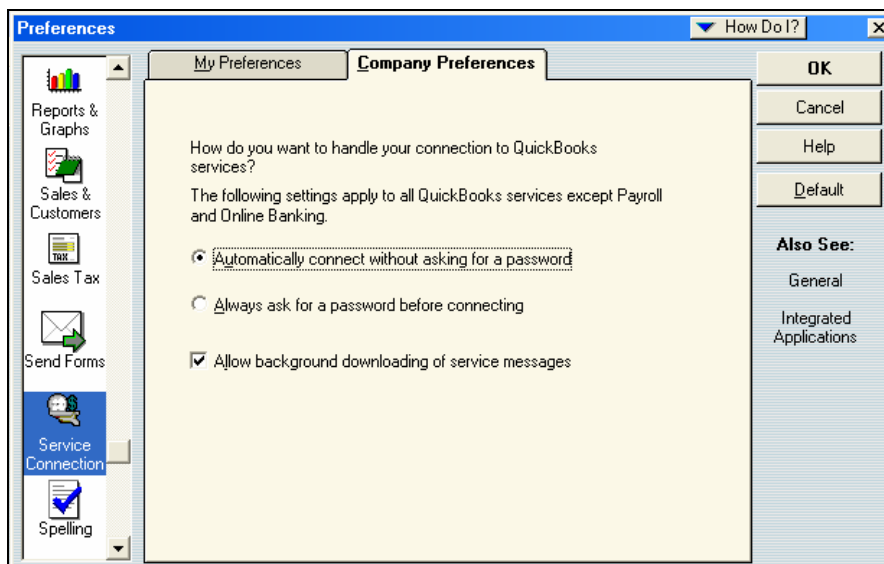 Preferences
How Do I?
Reports &
Graphs
Sales &
Customers
TAX
Sales Tax
Send Forms
Service
Connection
Spelling
My Preferences
Company Preferences
How do you want to handle your connection to QuickBooks
services?
The following settings apply to all QuickBooks services except Payroll
and Online Banking.
Automatically connect without asking for a password
Always ask for a password before connecting
Allow background downloading of service messages
OK
Cancel
Help
Default
Also See:
General
Integrated
Applications